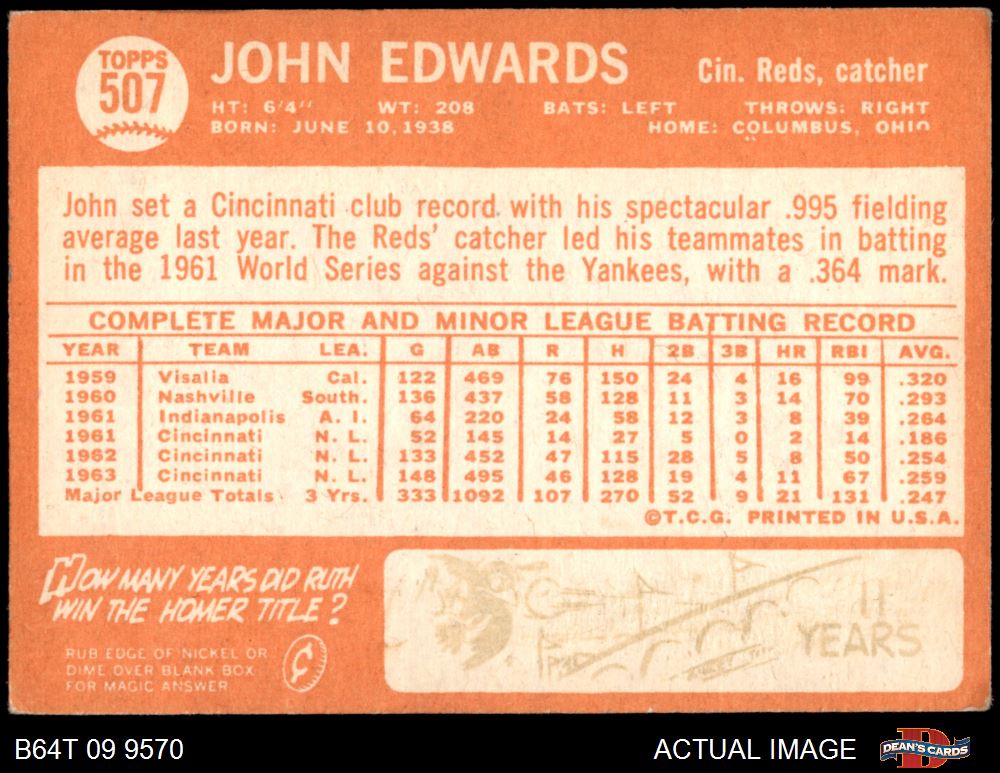 TOPPS
507
JOHN EDWARDS
Cin. Reds, catcher
HT: 6'4" WT: 208 BATS: LEFT THROWS: RIGHT
BORN: JUNE 10, 1938 HOME: COLUMBUS, OHIO
John set a Cincinnati club record with his spectacular .995 fielding
average last year. The Reds' catcher led his teammates in batting
in the 1961 World Series against the Yankees, with a .364 mark.
COMPLETE MAJOR AND MINOR LEAGUE BATTING RECORD
YEAR TEAM LEA. G AB R H 2B 3B HR RBI AVG.
1959 Visalia Cal. 122 469 76 150 24 4 16 99 .320
1960 Nashville South. 136 437 58 128 11 3 14 70 .293
1961 Indianapolis A. I. 64 220 24 58 12 3 8 39 .264
1961 Cincinnati N. L. 52 145 14 27 5 0 2 14 .186
1962 Cincinnati N. L. 133 452 47 115 28 5 8 50 .254
1963 Cincinnati N. L. 148 495 46 128 19 4 11 67 .259
Major League Totals 3 Yrs. 333 1092 107 270 52 9 21 131 .247
©T.C.G. PRINTED IN U.S.A.
HOW MANY YEARS DID RUTH
WIN THE HOMER TITLE?
RUB EDGE OF NICKEL OR
DIME OVER BLANK BOX
FOR MAGIC ANSWER
YEARS
B64T 09 9570
ACTUAL IMAGE
DEAN'S CARDS